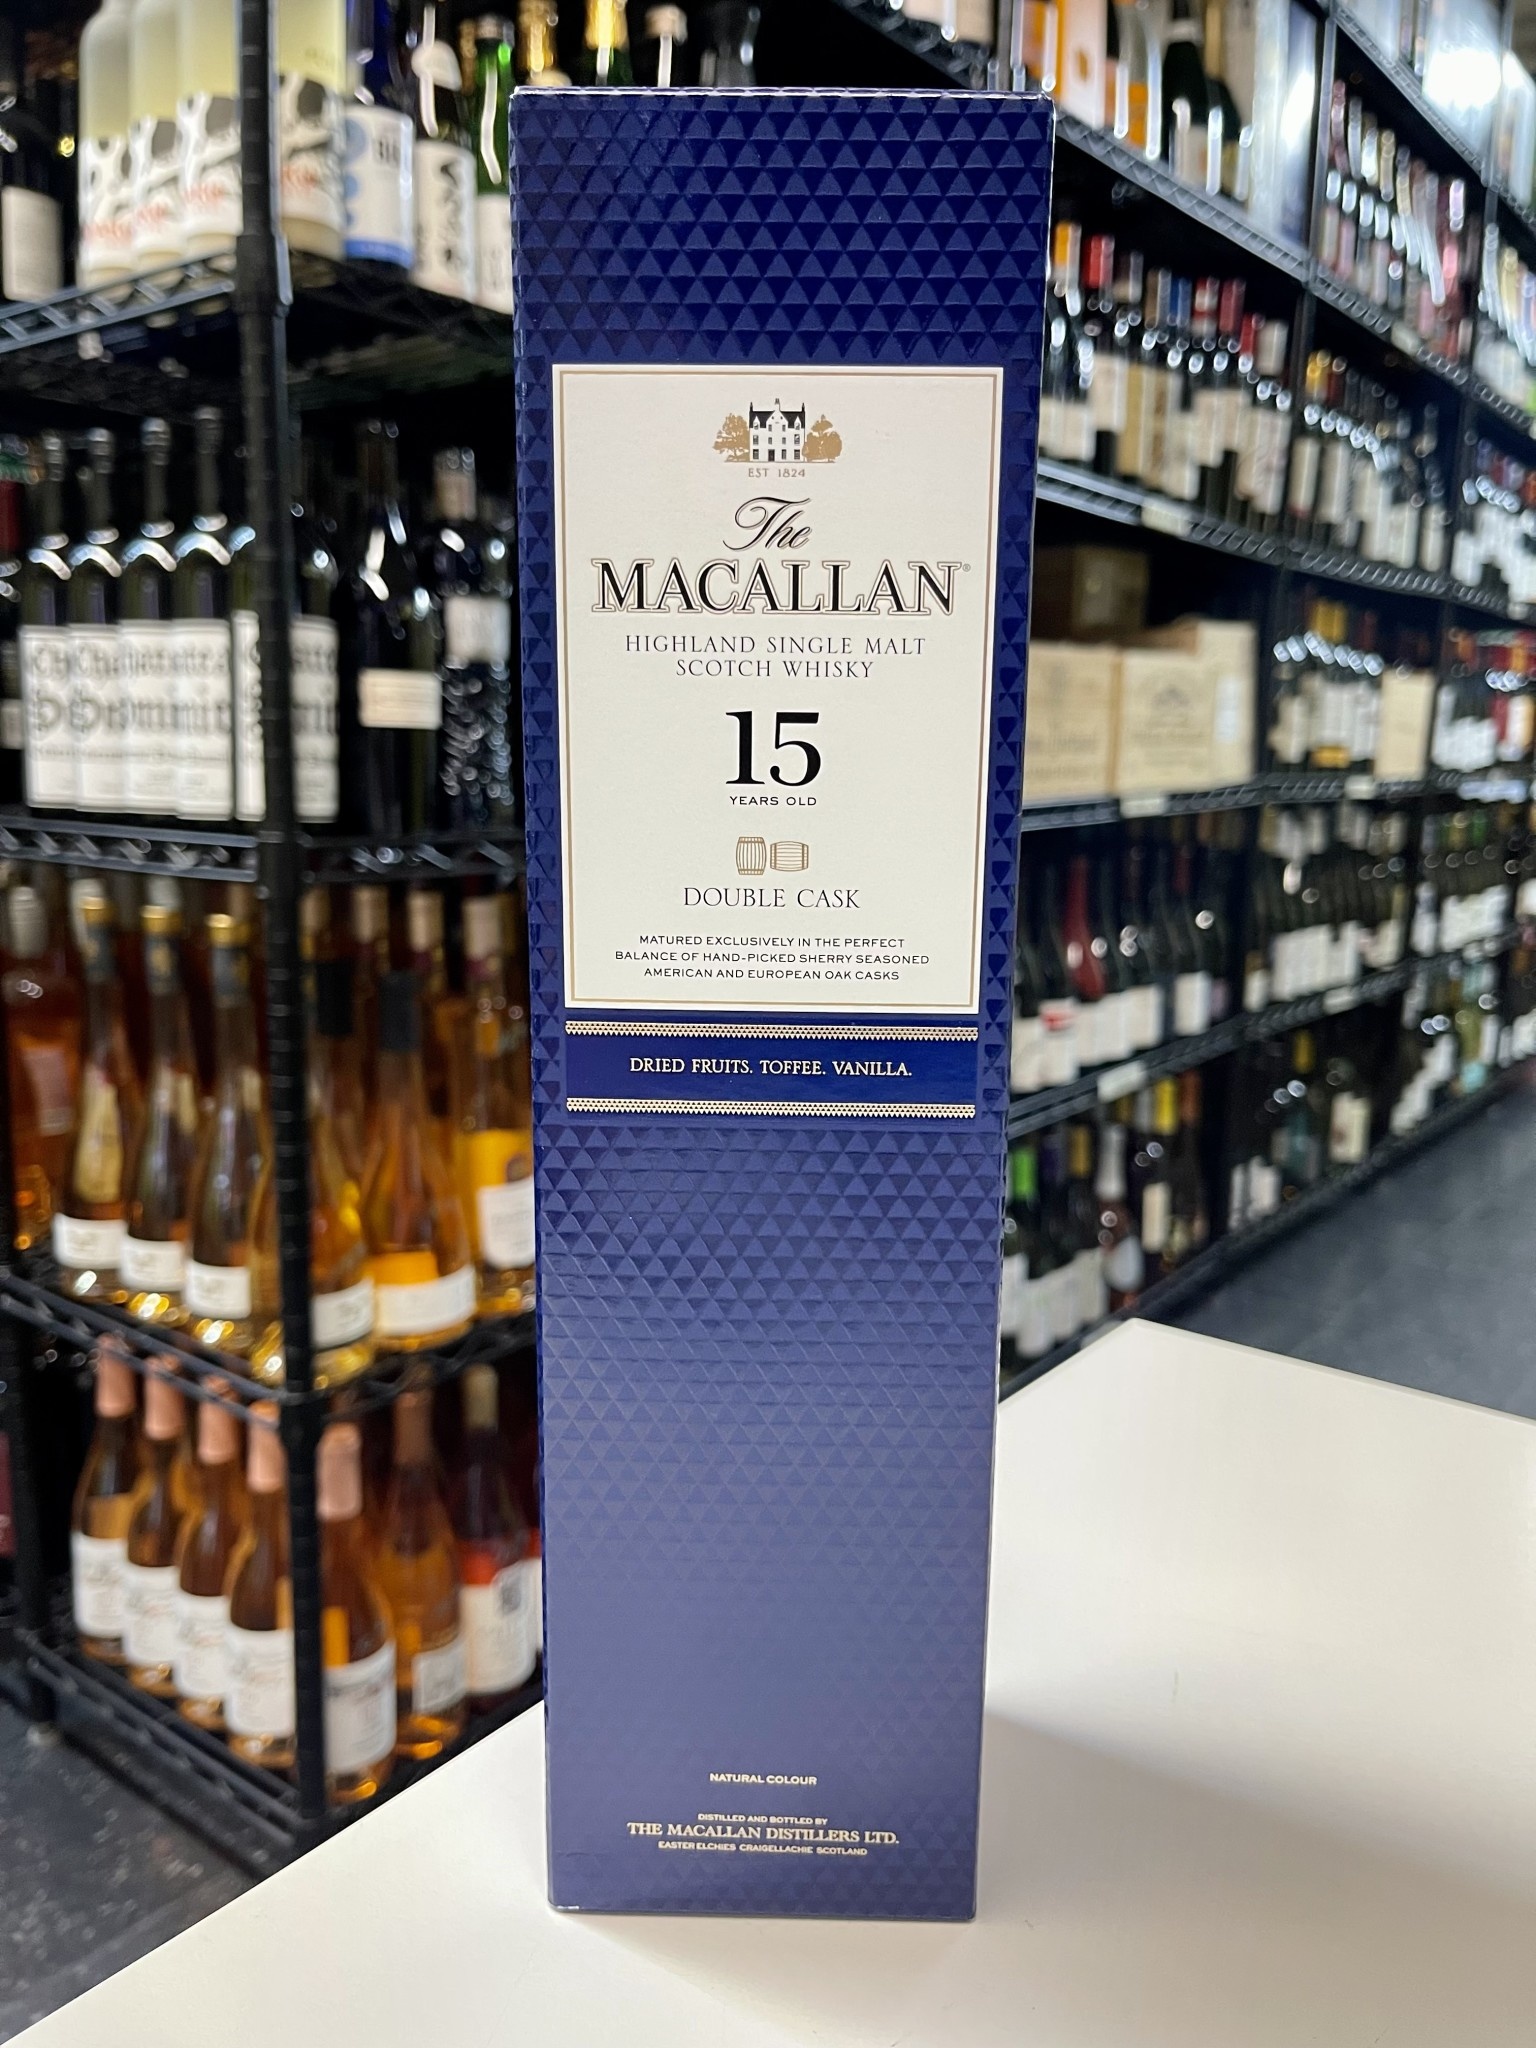 EST 1824
The
MACALLAN®
HIGHLAND SINGLE MALT
SCOTCH WHISKY
15
YEARS OLD
DOUBLE CASK
MATURED EXCLUSIVELY IN THE PERFECT
BALANCE OF HAND-PICKED SHERRY SEASONED
AMERICAN AND EUROPEAN OAK CASKS
DRIED FRUITS. TOFFEE. VANILLA.
NATURAL COLOUR
DISTILLED AND BOTTLED BY
THE MACALLAN DISTILLERS LTD.
EASTER ELCHIES CRAIGELLACHIE SCOTLAND